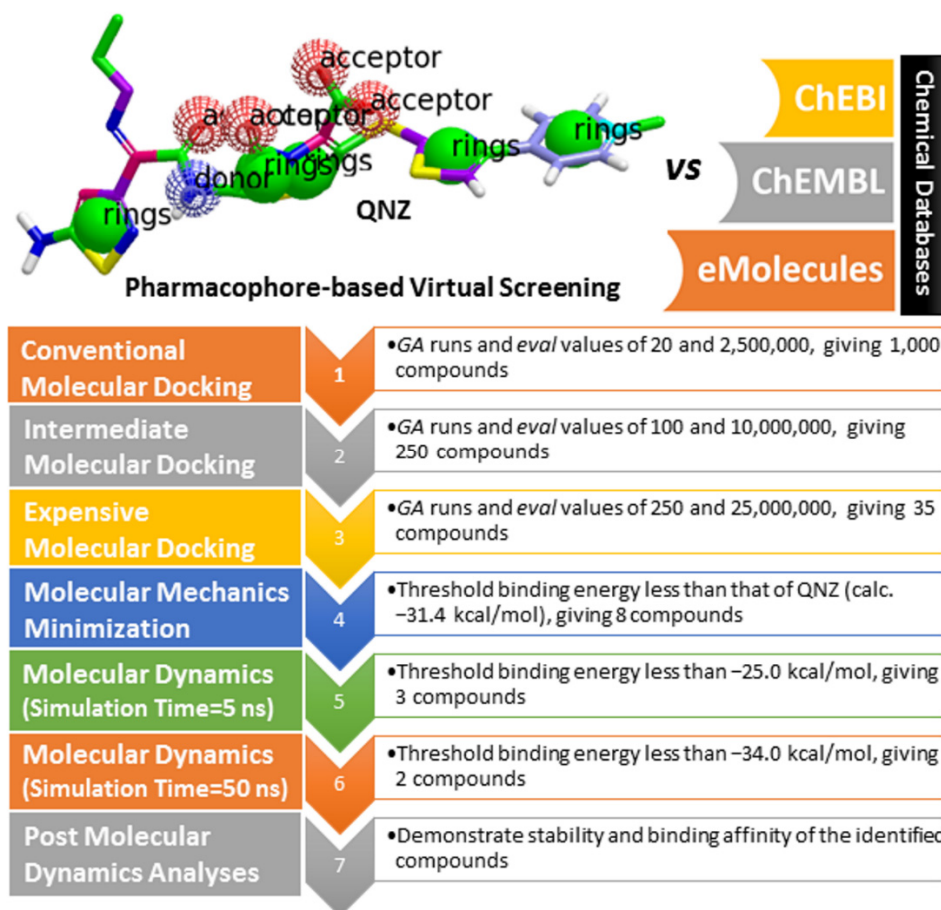 acceptor
a
acceptor
acceptor
rings
rings
rings
rings
donor
rings
rings
QNZ
vs
ChEBI
ChEMBL
eMolecules
Chemical Databases
Pharmacophore-based Virtual Screening
Conventional
Molecular Docking
1
•GA runs and eval values of 20 and 2,500,000, giving 1,000
compounds
Intermediate
Molecular Docking
2
•GA runs and eval values of 100 and 10,000,000, giving
250 compounds
Expensive
Molecular Docking
3
•GA runs and eval values of 250 and 25,000,000, giving 35
compounds
Molecular Mechanics
Minimization
4
•Threshold binding energy less than that of QNZ (calc.
−31.4 kcal/mol), giving 8 compounds
Molecular Dynamics
(Simulation Time=5 ns)
5
•Threshold binding energy less than −25.0 kcal/mol, giving
3 compounds
Molecular Dynamics
(Simulation Time=50 ns)
6
•Threshold binding energy less than −34.0 kcal/mol, giving
2 compounds
Post Molecular
Dynamics Analyses
7
•Demonstrate stability and binding affinity of the identified
compounds